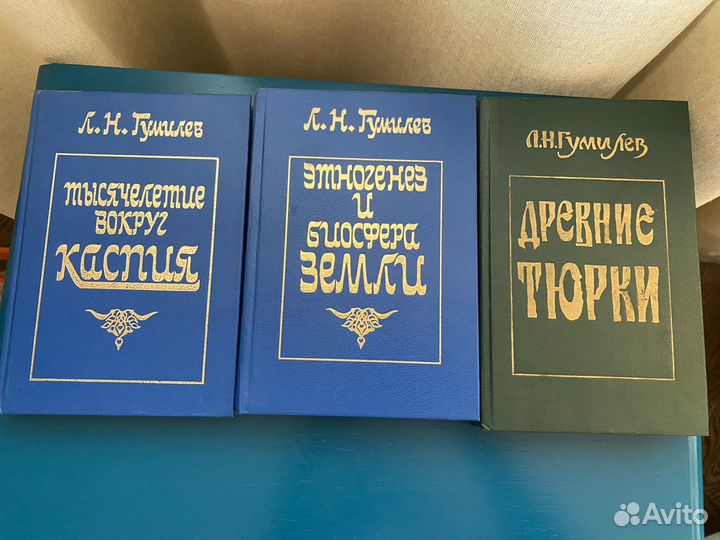 Л. Н. Гумилев
Тысячелетие
вокруг
Каспия
Л. Н. Гумилев
Этногенез
и
биосфера
Земли
Л.Н.Гумилев
ДРЕВНИЕ
ТЮРКИ
Avito